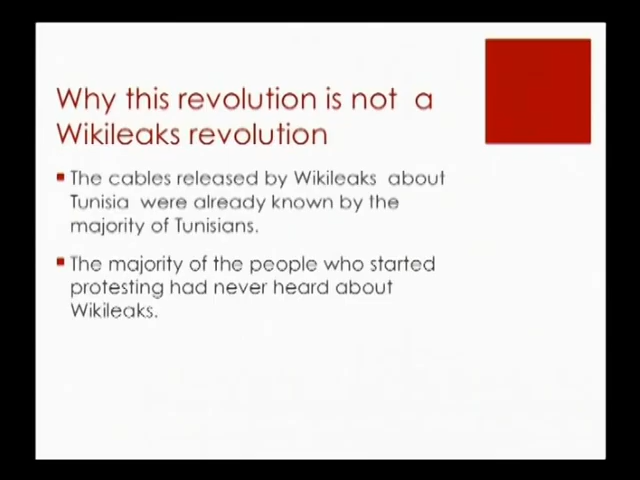 Why this revolution is not a
Wikileaks revolution
The cables released by Wikileaks about
Tunisia were already known by the
majority of Tunisians.
The majority of the people who started
protesting had never heard about
Wikileaks.